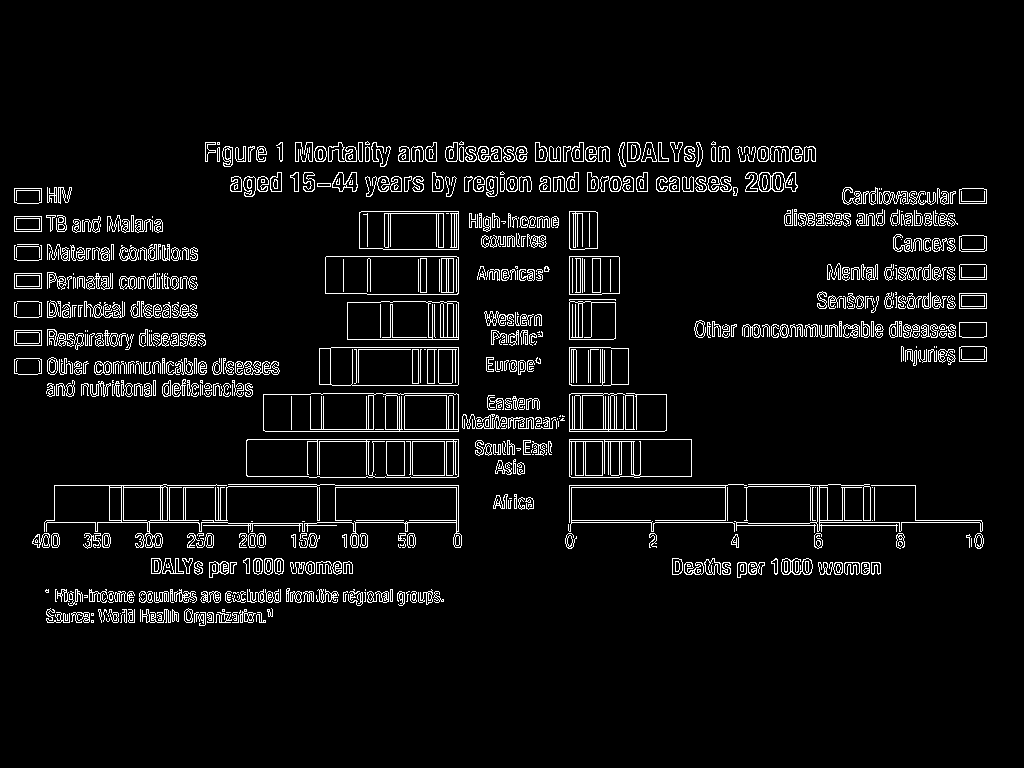 Figure 1 Mortality and disease burden (DALYs) in women
aged 15–44 years by region and broad causes, 2004
HIV
TB and Malaria
Maternal conditions
Perinatal conditions
Diarrhoeal diseases
Respiratory diseases
Other communicable diseases
and nutritional deficiencies
High-income
countries
Americas*
Western
Pacific*
Europe*
Eastern
Mediterranean*
South-East
Asia
Africa
Cardiovascular
diseases and diabetes
Cancers
Mental disorders
Sensory disorders
Other noncommunicable diseases
Injuries
400 350 300 250 200 150 100 50 0
0 2 4 6 8 10
DALYs per 1000 women
Deaths per 1000 women
* High-income countries are excluded from the regional groups.
Source: World Health Organization.